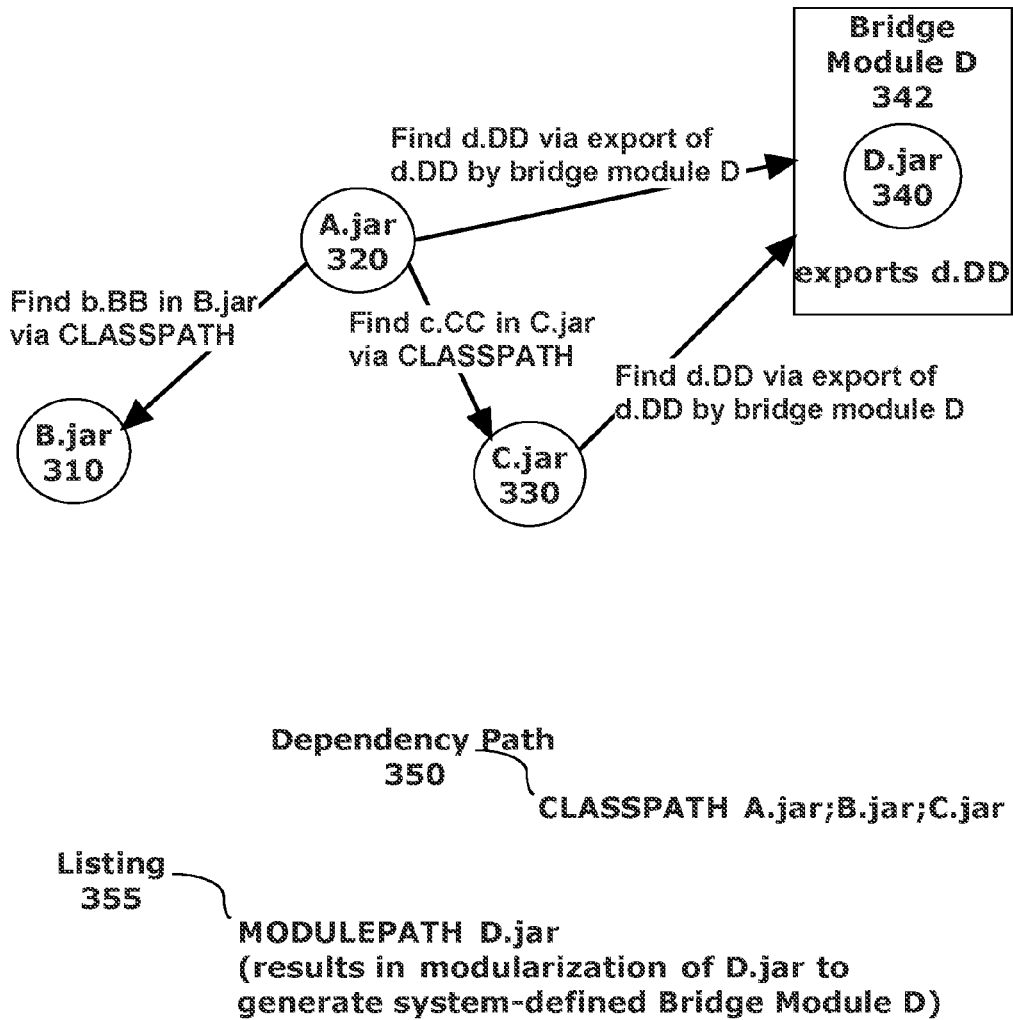 Bridge
Module D
342
D.jar
340
exports d.DD
Find d.DD via export of
d.DD by bridge module D
A.jar
320
Find b.BB in B.jar
via CLASSPATH
Find c.CC in C.jar
via CLASSPATH
Find d.DD via export of
d.DD by bridge module D
B.jar
310
C.jar
330
Dependency Path
350
CLASSPATH A.jar;B.jar;C.jar
Listing
355
MODULEPATH D.jar
(results in modularization of D.jar to
generate system-defined Bridge Module D)